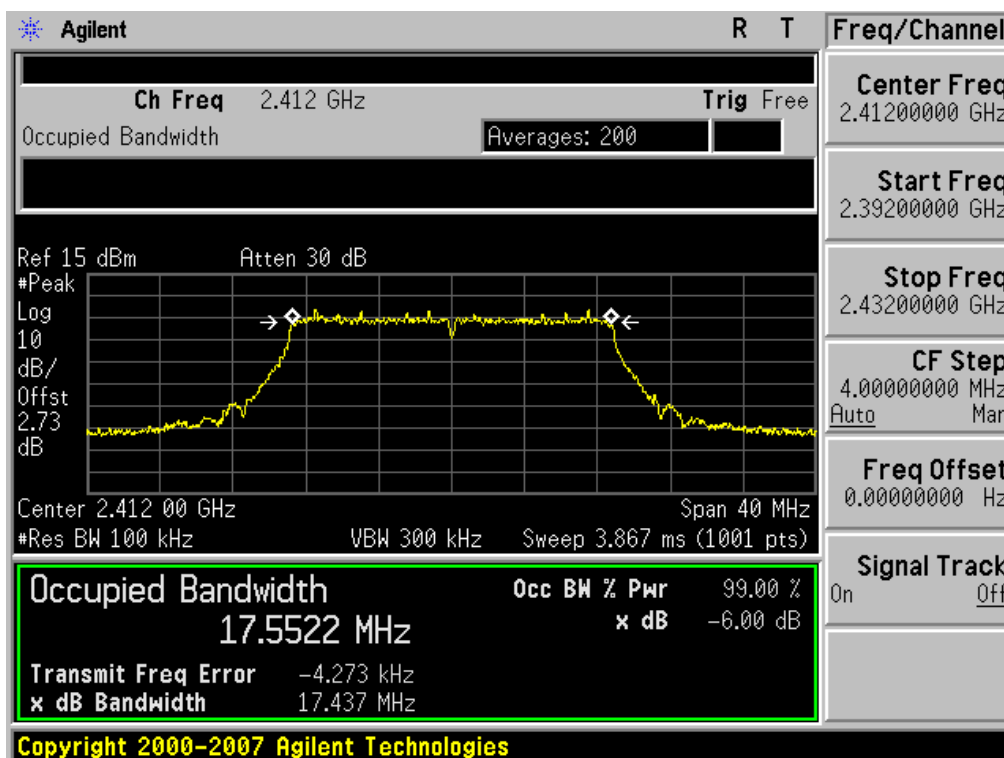 Agilent R T
Ch Freq 2.412 GHz Trig Free
Occupied Bandwidth Averages: 200
Ref 15 dBm Atten 30 dB
#Peak
Log
10
dB/
Offst
2.73
dB
Center 2.412 00 GHz Span 40 MHz
#Res BW 100 kHz VBW 300 kHz Sweep 3.867 ms (1001 pts)
Occupied Bandwidth Occ BW % Pwr 99.00 %
17.5522 MHz x dB -6.00 dB
Transmit Freq Error -4.273 kHz
x dB Bandwidth 17.437 MHz
Copyright 2000-2007 Agilent Technologies
Freq/Channel
Center Freq
2.41200000 GHz
Start Freq
2.39200000 GHz
Stop Freq
2.43200000 GHz
CF Step
4.00000000 MHz
Auto Man
Freq Offset
0.00000000 Hz
Signal Track
On Off